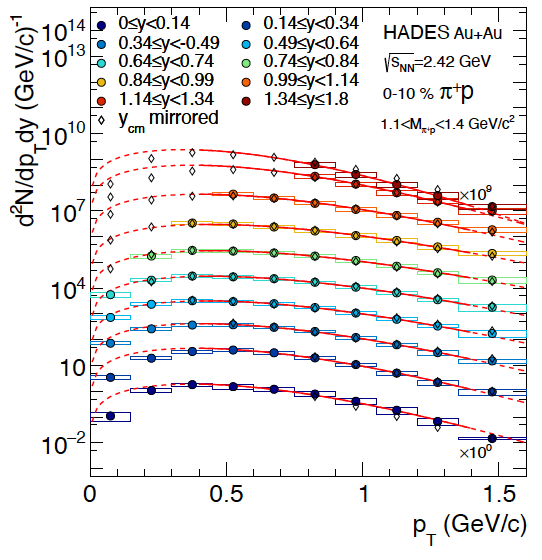 HADES Au+Au
√s_NN=2.42 GeV
0-10 % π⁺p
1.1<M_π⁺p<1.4 GeV/c²
0≤y<0.14
0.14≤y<0.34
0.34≤y<-0.49
0.49≤y<0.64
0.64≤y<0.74
0.74≤y<0.84
0.84≤y<0.99
0.99≤y<1.14
1.14≤y<1.34
1.34≤y≤1.8
y_cm mirrored
d²N/dp_Tdy (GeV/c)⁻¹
10¹⁴
10¹³
10¹⁰
10⁷
10⁴
10
10⁻²
×10⁹
×10⁰
0 0.5 1 1.5
p_T (GeV/c)